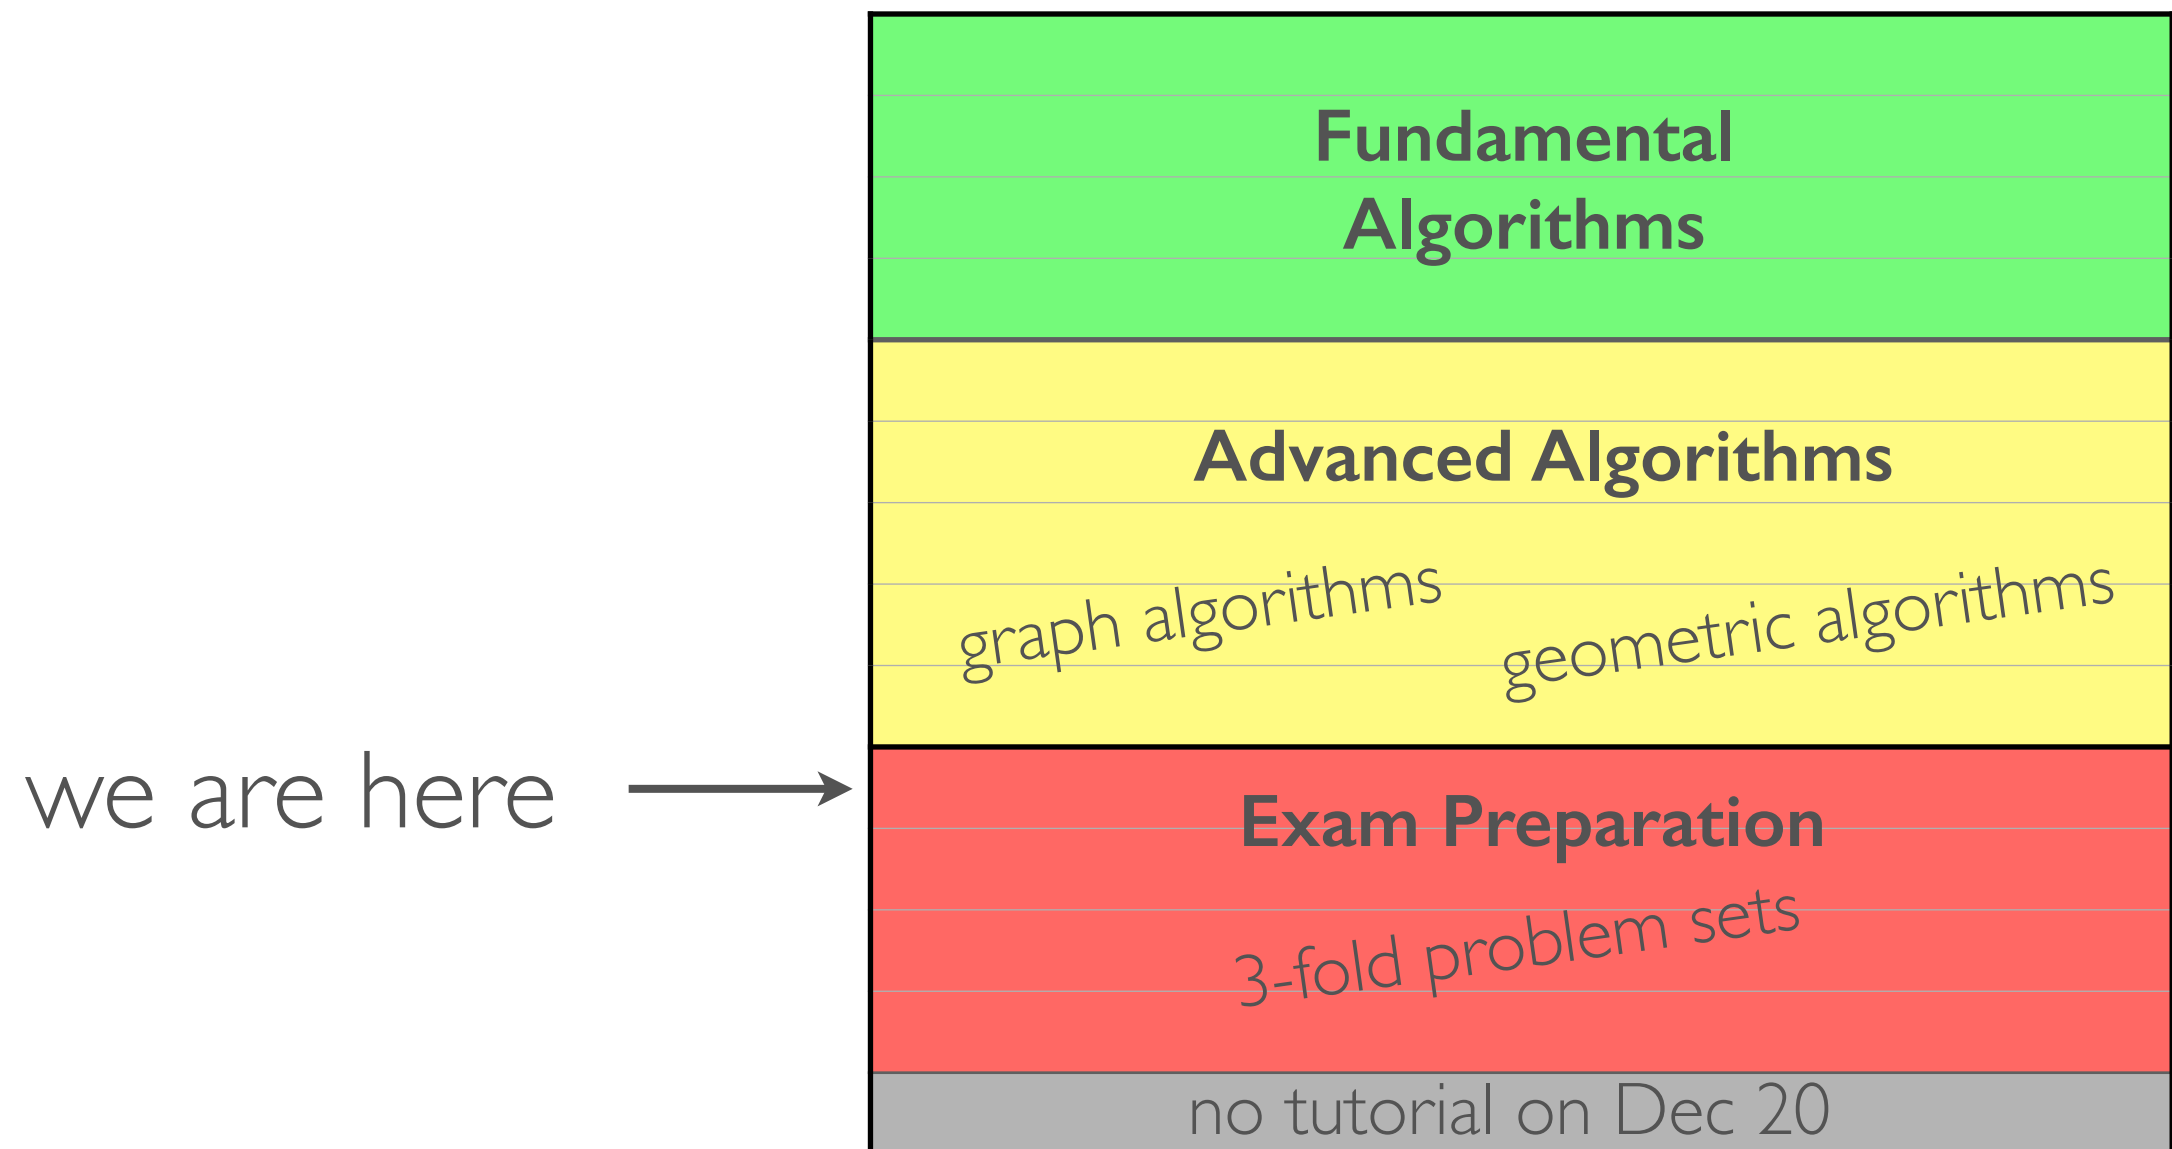 Fundamental
Algorithms
Advanced Algorithms
graph algorithms
geometric algorithms
we are here
Exam Preparation
3-fold problem sets
no tutorial on Dec 20